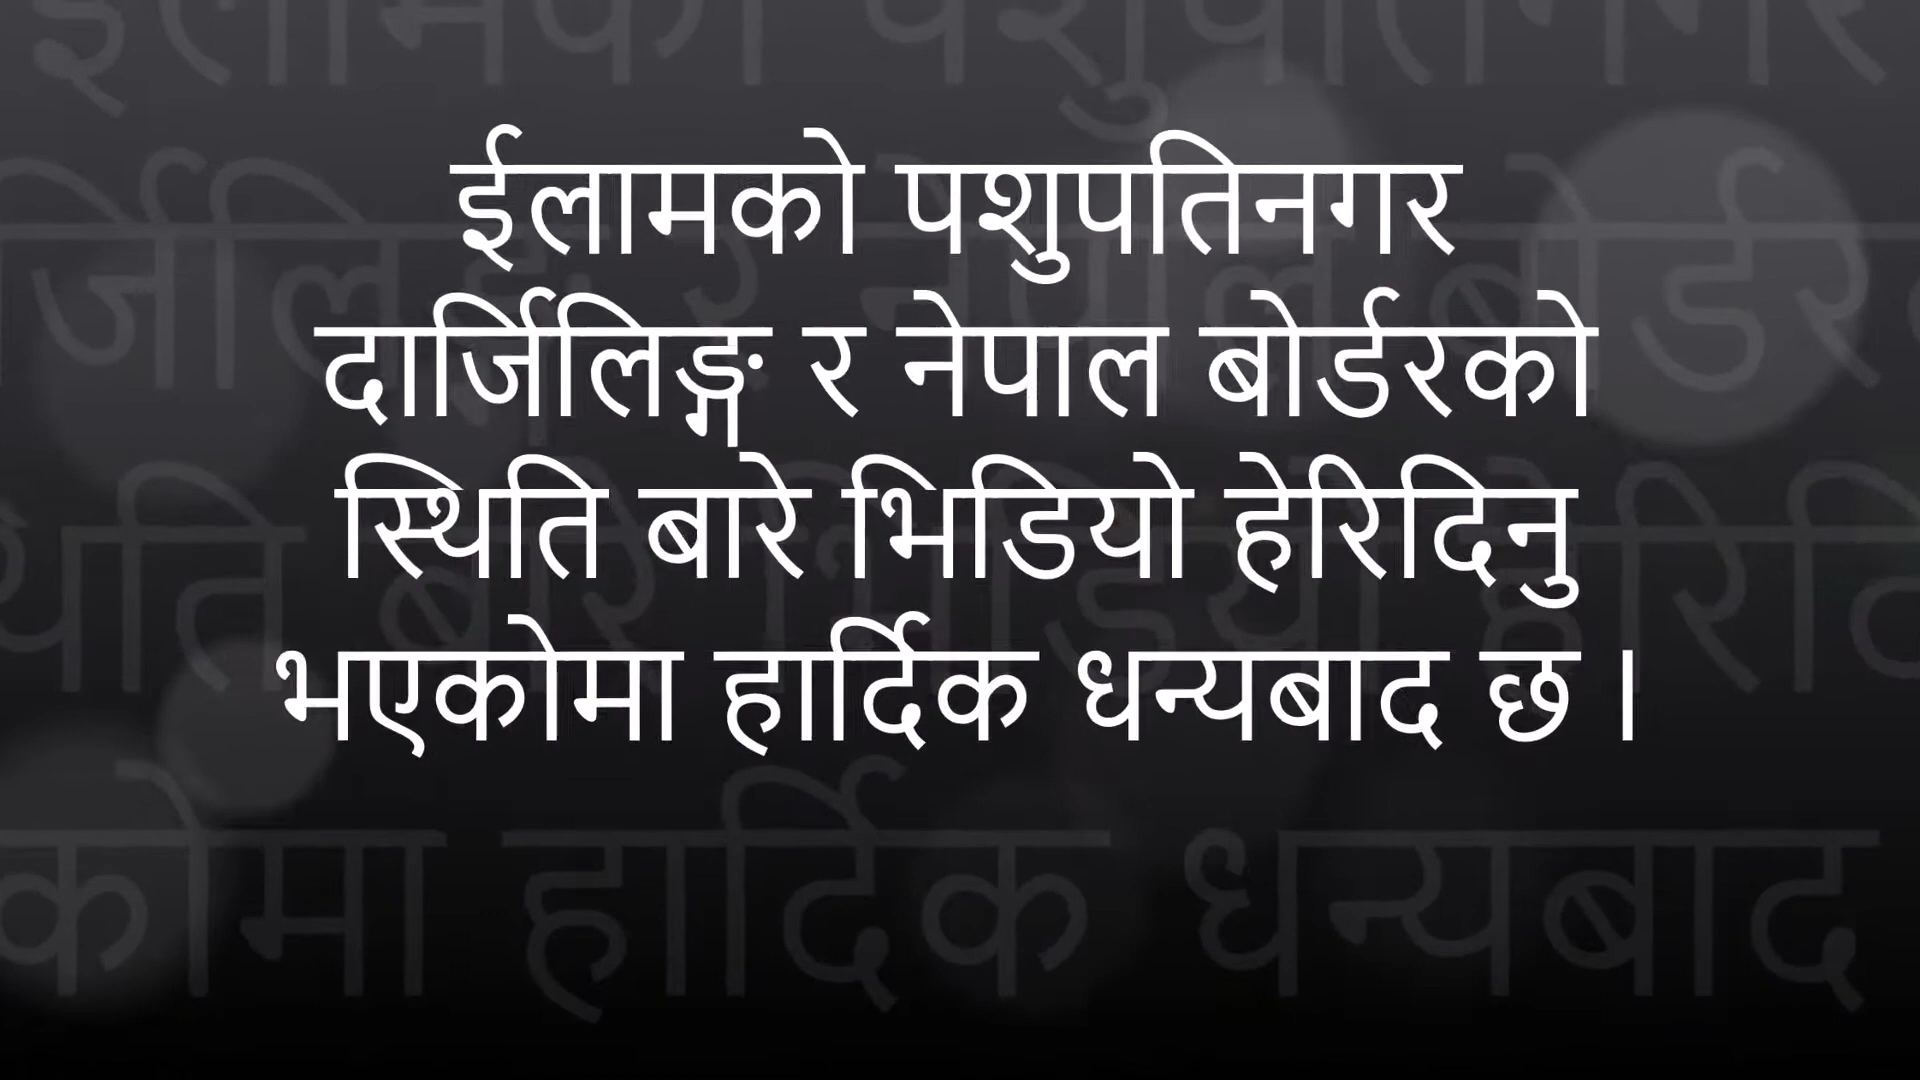 ईलामको पशुपतिनगर
दार्जिलिङ्ग र नेपाल बोर्डरको
स्थिति बारे भिडियो हेरिदिनु
भएकोमा हार्दिक धन्यबाद छ ।